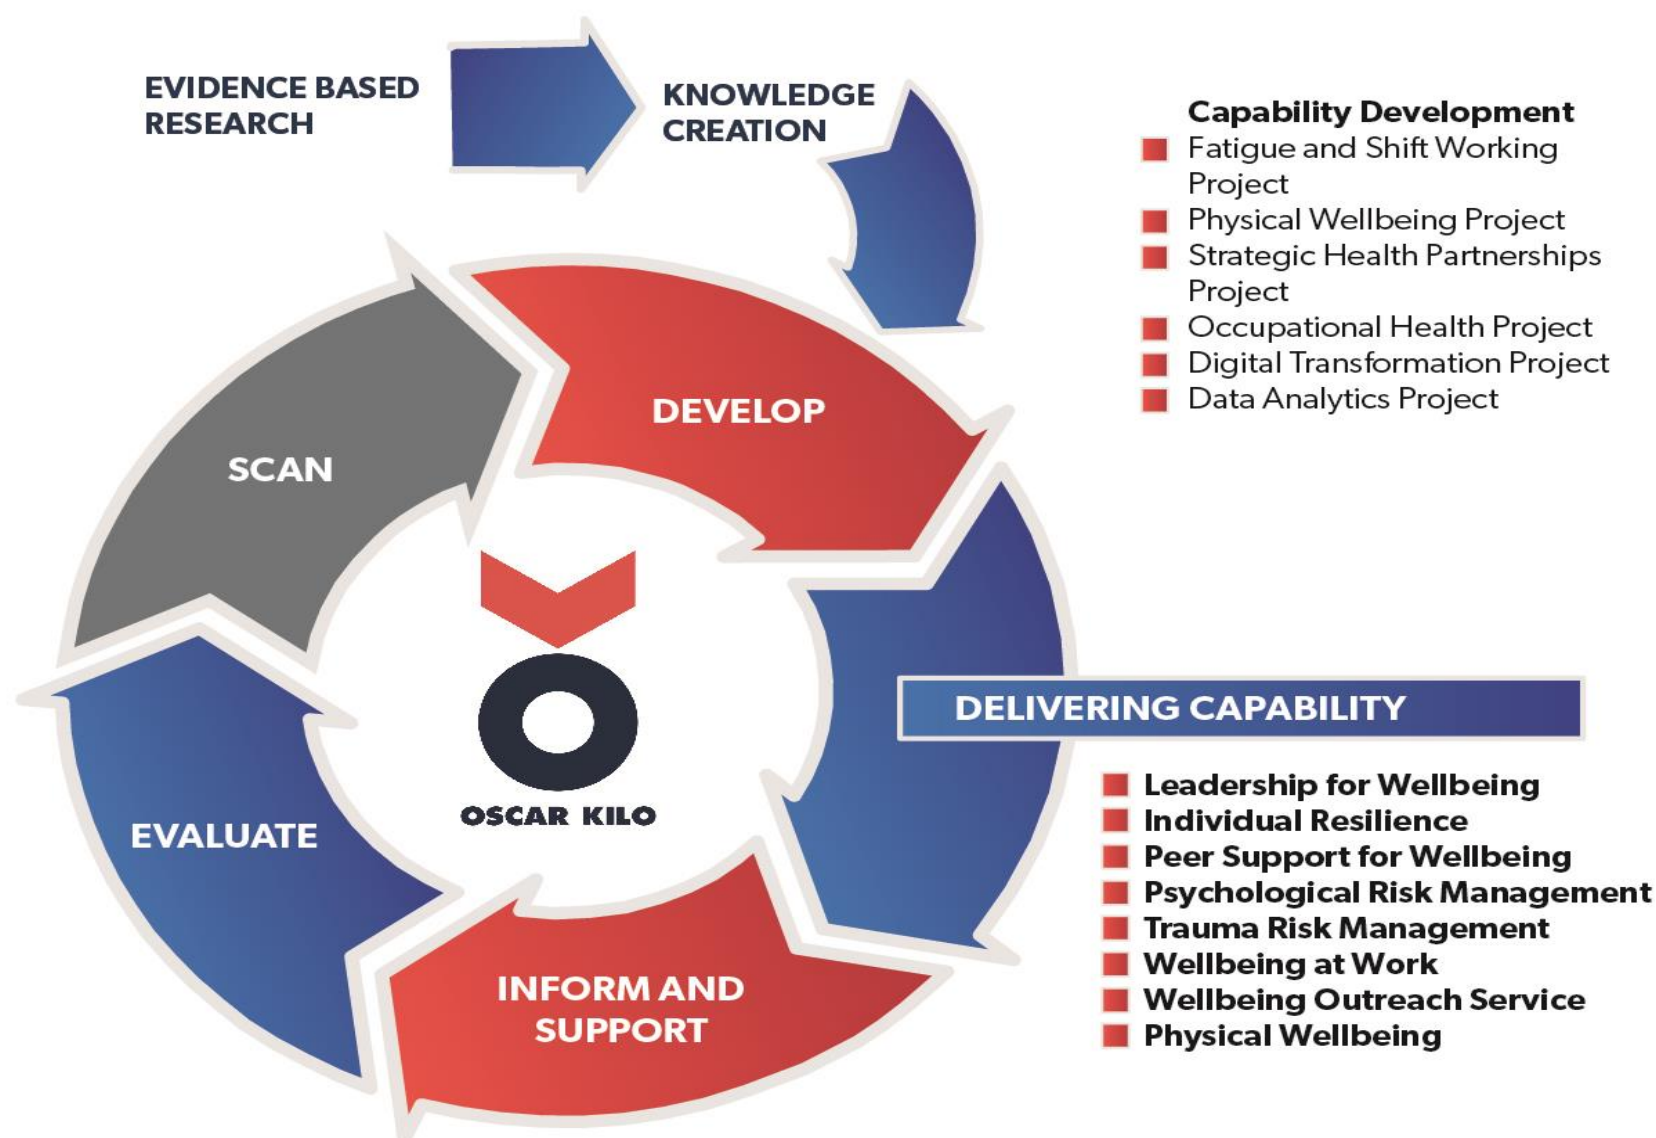 EVIDENCE BASED
RESEARCH
KNOWLEDGE
CREATION
Capability Development
Fatigue and Shift Working
Project
Physical Wellbeing Project
Strategic Health Partnerships
Project
Occupational Health Project
Digital Transformation Project
Data Analytics Project
SCAN
DEVELOP
DELIVERING CAPABILITY
Leadership for Wellbeing
Individual Resilience
Peer Support for Wellbeing
Psychological Risk Management
Trauma Risk Management
Wellbeing at Work
Wellbeing Outreach Service
Physical Wellbeing
INFORM AND
SUPPORT
EVALUATE
OSCAR KILO